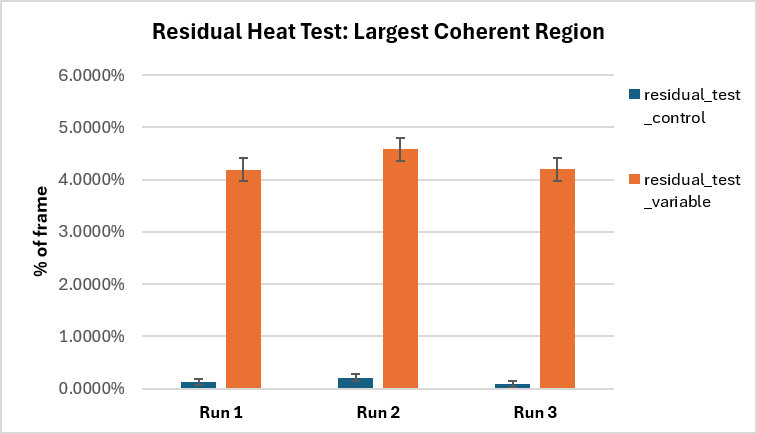 Residual Heat Test: Largest Coherent Region
6.0000%
5.0000%
4.0000%
3.0000%
2.0000%
1.0000%
0.0000%
% of frame
Run 1
Run 2
Run 3
residual_test
_control
residual_test
_variable